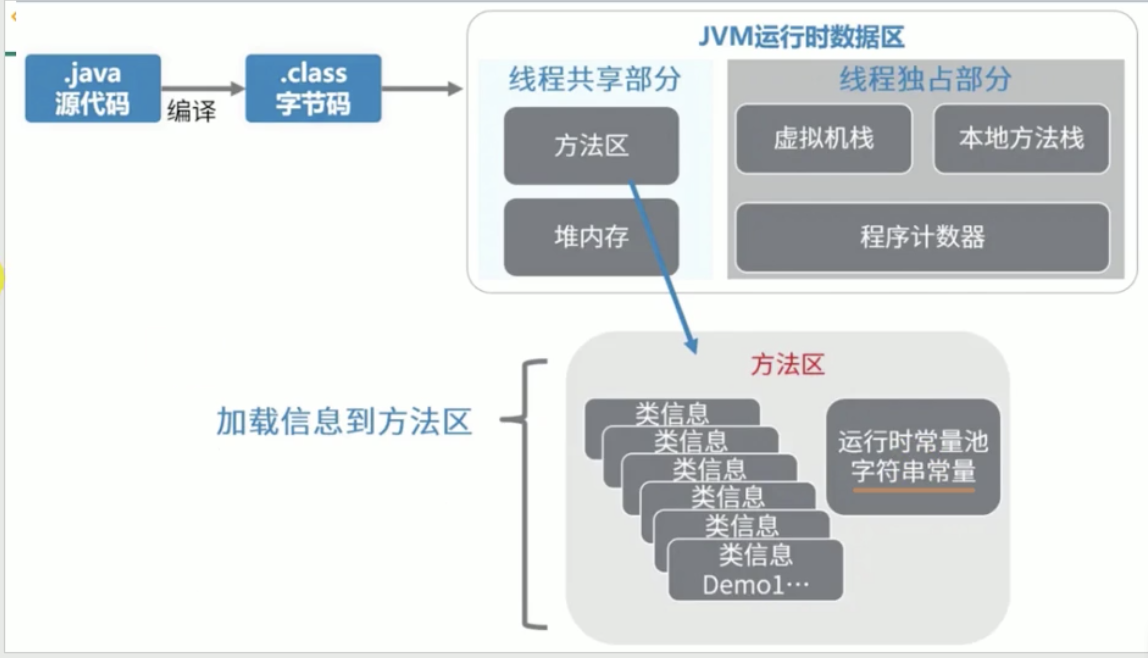 JVM运行时数据区
.java
源代码
编译
.class
字节码
线程共享部分
线程独占部分
方法区
虚拟机栈
本地方法栈
堆内存
程序计数器
加载信息到方法区
方法区
类信息
类信息
类信息
类信息
类信息
类信息
Demo1…
运行时常量池
字符串常量